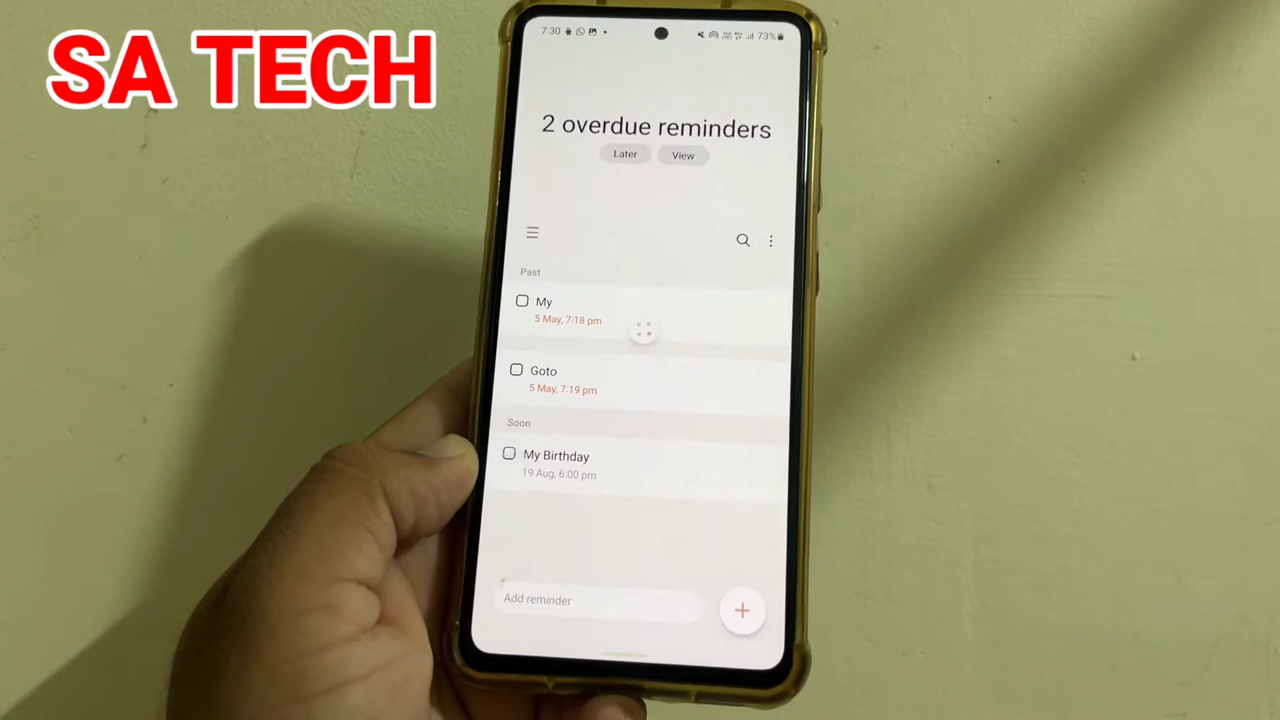 SA TECH
7:30
73%
2 overdue reminders
Later
View
Past
My
5 May, 7:18 pm
Goto
5 May, 7:19 pm
Soon
My Birthday
19 Aug, 6:00 pm
Add reminder